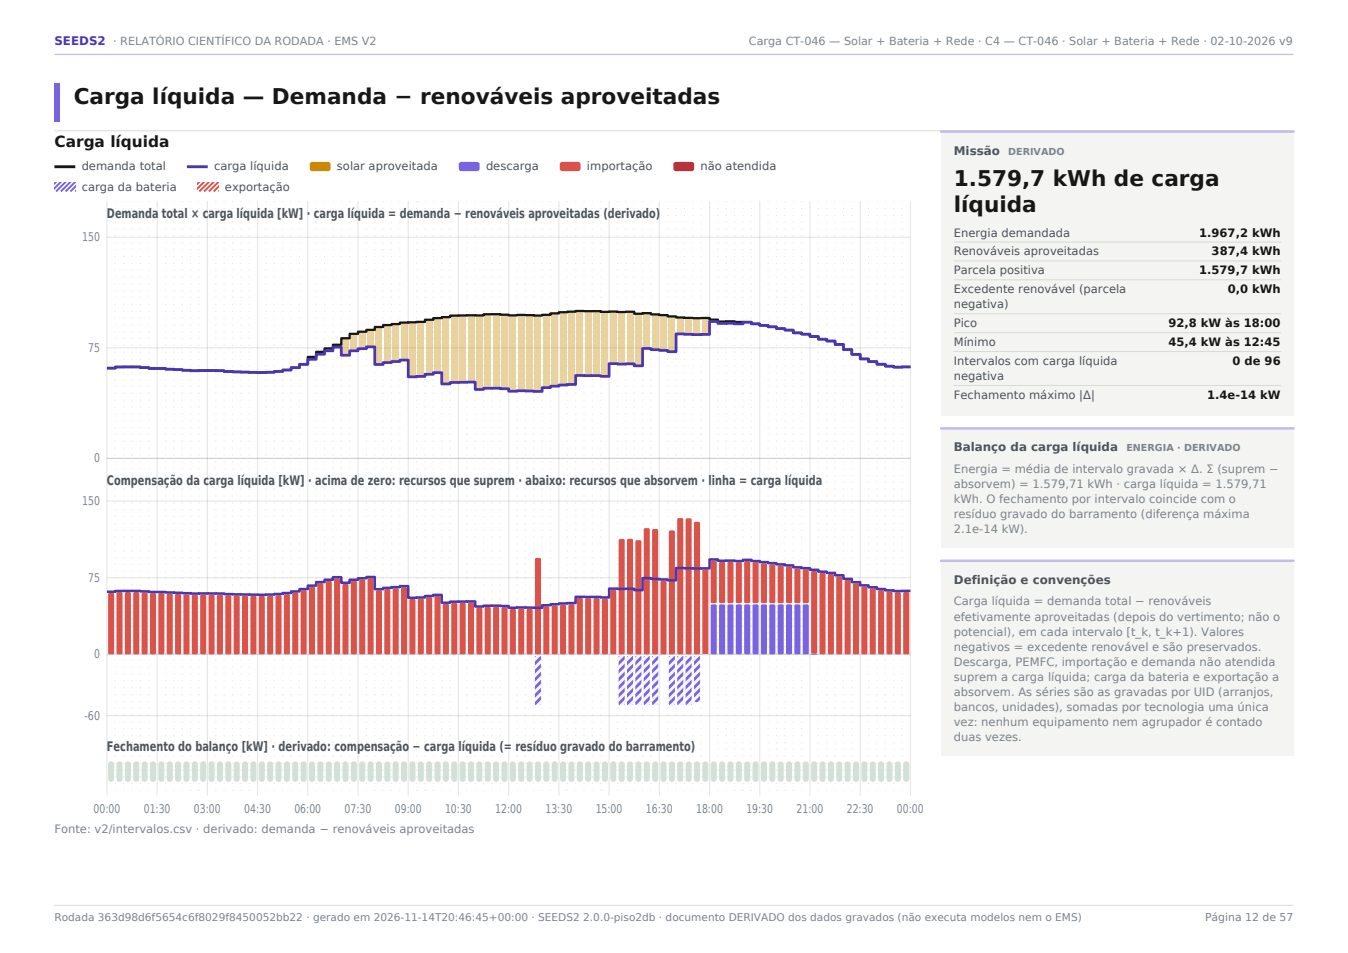 SEEDS2 · RELATÓRIO CIENTÍFICO DA RODADA · EMS V2
Carga CT-046 — Solar + Bateria + Rede · C4 — CT-046 · Solar + Bateria + Rede · 02-10-2026 v9
Carga líquida — Demanda − renováveis aproveitadas
Carga líquida
demanda total
carga líquida
solar aproveitada
descarga
importação
não atendida
carga da bateria
exportação
Demanda total × carga líquida [kW] · carga líquida = demanda − renováveis aproveitadas (derivado)
150
75
0
Compensação da carga líquida [kW] · acima de zero: recursos que suprem · abaixo: recursos que absorvem · linha = carga líquida
150
75
0
-60
Fechamento do balanço [kW] · derivado: compensação − carga líquida (= resíduo gravado do barramento)
00:00 01:30 03:00 04:30 06:00 07:30 09:00 10:30 12:00 13:30 15:00 16:30 18:00 19:30 21:00 22:30 00:00
Fonte: v2/intervalos.csv · derivado: demanda − renováveis aproveitadas
Missão DERIVADO
1.579,7 kWh de carga
líquida
Energia demandada 1.967,2 kWh
Renováveis aproveitadas 387,4 kWh
Parcela positiva 1.579,7 kWh
Excedente renovável (parcela 0,0 kWh
negativa)
Pico 92,8 kW às 18:00
Mínimo 45,4 kW às 12:45
Intervalos com carga líquida 0 de 96
negativa
Fechamento máximo |Δ| 1.4e-14 kW
Balanço da carga líquida ENERGIA · DERIVADO
Energia = média de intervalo gravada × Δ. Σ (suprem −
absorvem) = 1.579,71 kWh · carga líquida = 1.579,71
kWh. O fechamento por intervalo coincide com o
resíduo gravado do barramento (diferença máxima
2.1e-14 kW).
Definição e convenções
Carga líquida = demanda total − renováveis
efetivamente aproveitadas (depois do vertimento; não o
potencial), em cada intervalo [t_k, t_k+1). Valores
negativos = excedente renovável e são preservados.
Descarga, PEMFC, importação e demanda não atendida
suprem a carga líquida; carga da bateria e exportação a
absorvem. As séries são as gravadas por UID (arranjos,
bancos, unidades), somadas por tecnologia uma única
vez: nenhum equipamento nem agrupador é contado
duas vezes.
Rodada 363d98d6f5654c6f8029f8450052bb22 · gerado em 2026-11-14T20:46:45+00:00 · SEEDS2 2.0.0-piso2db · documento DERIVADO dos dados gravados (não executa modelos nem o EMS)
Página 12 de 57